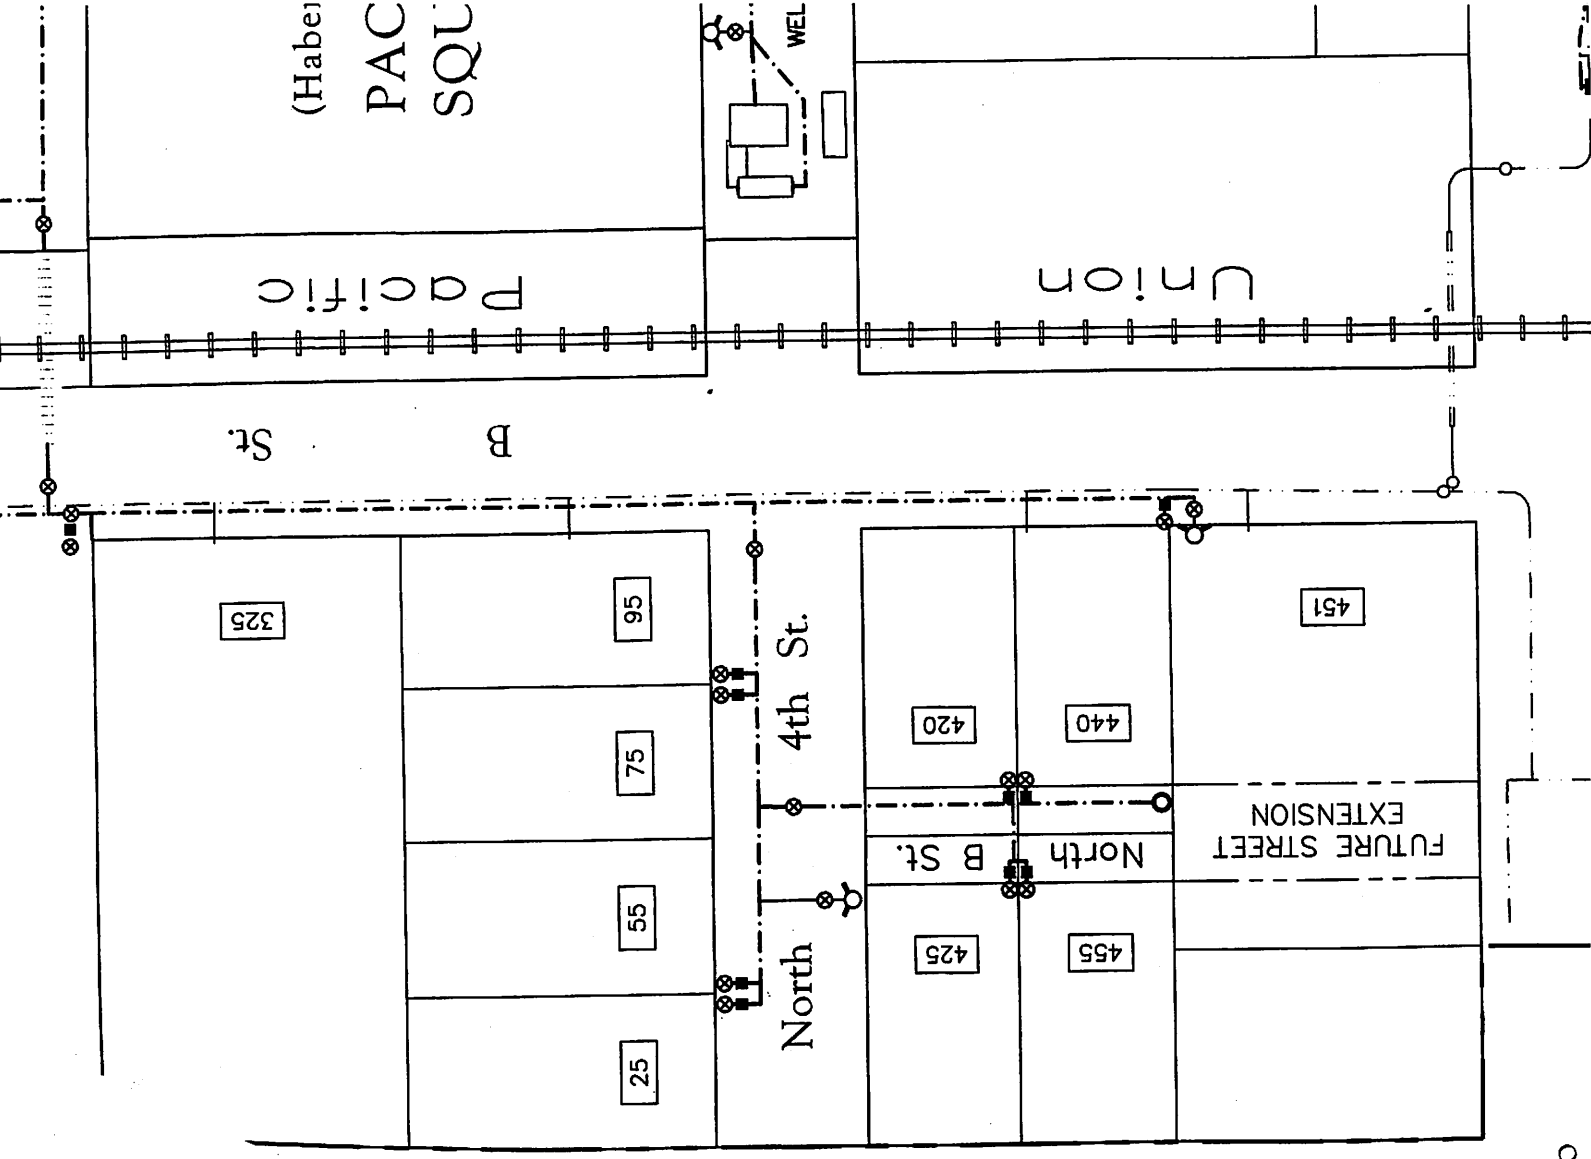 (Haber
PAC
SQU
WEL
Union Pacific
B St.
325
95
75
55
25
North 4th St.
420
440
451
425
455
North B St.
FUTURE STREET
EXTENSION